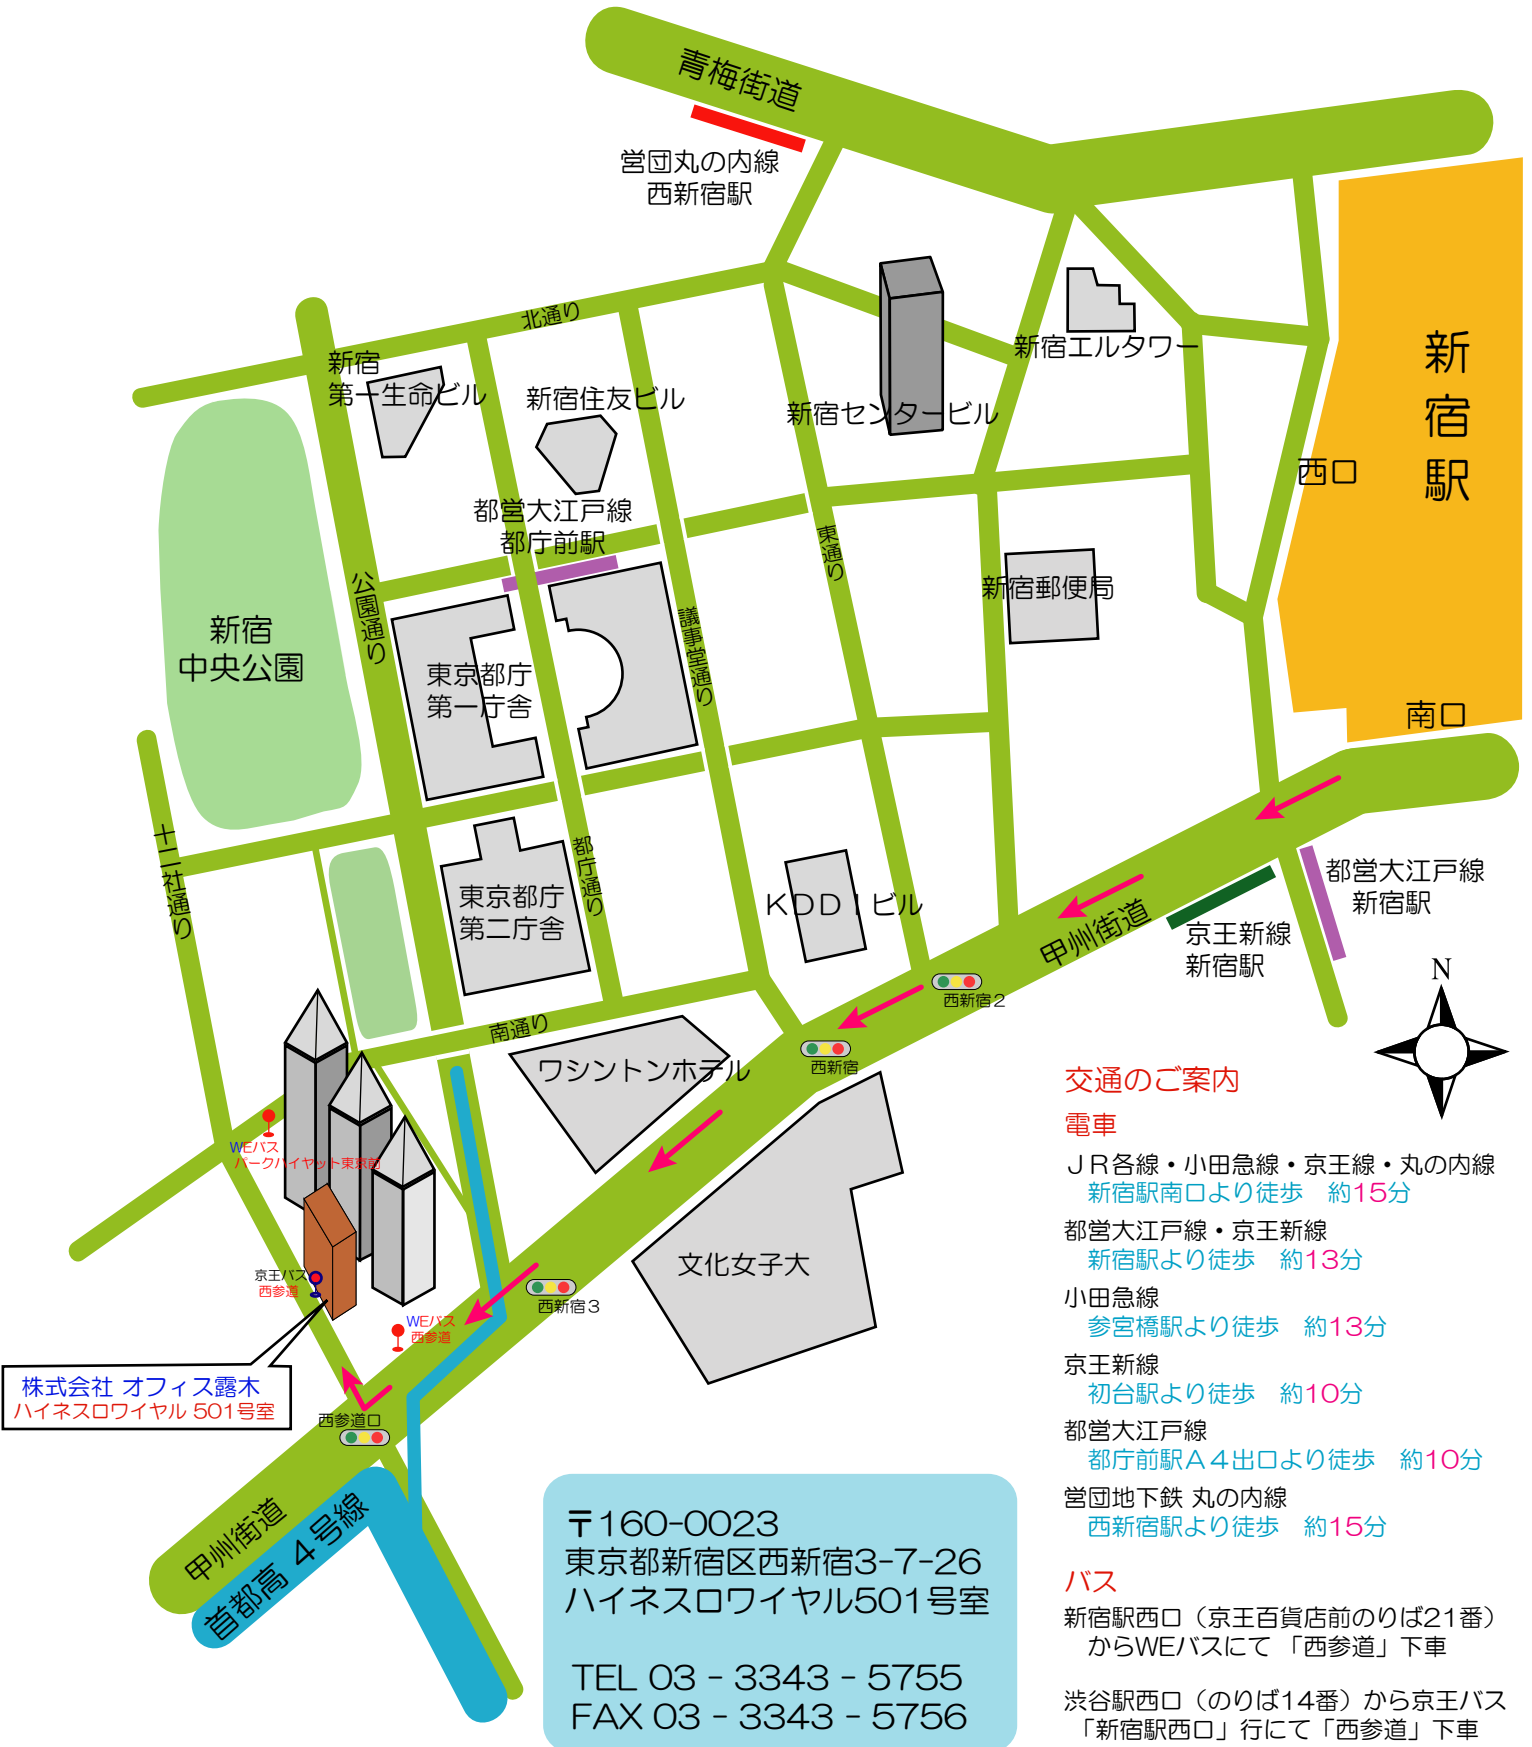 青梅街道
営団丸の内線
西新宿駅
北通り
新宿
第一生命ビル
新宿住友ビル
新宿センタービル
新宿エルタワー
新宿駅
西口
南口
都営大江戸線
都庁前駅
東通り
新宿郵便局
公園通り
新宿
中央公園
東京都庁
第一庁舎
議事堂通り
十二社通り
東京都庁
第二庁舎
都庁通り
KDDIビル
甲州街道
都営大江戸線
新宿駅
京王新線
新宿駅
N
西新宿2
南通り
ワシントンホテル
西新宿
WEバス
パークハイヤット東京前
文化女子大
京王バス
西参道
西新宿3
WEバス
西参道
株式会社 オフィス露木
ハイネスロワイヤル 501号室
西参道口
甲州街道
首都高 4号線
〒160-0023
東京都新宿区西新宿3-7-26
ハイネスロワイヤル501号室
TEL 03 - 3343 - 5755
FAX 03 - 3343 - 5756
交通のご案内
電車
JR各線・小田急線・京王線・丸の内線
新宿駅南口より徒歩 約15分
都営大江戸線・京王新線
新宿駅より徒歩 約13分
小田急線
参宮橋駅より徒歩 約13分
京王新線
初台駅より徒歩 約10分
都営大江戸線
都庁前駅A4出口より徒歩 約10分
営団地下鉄 丸の内線
西新宿駅より徒歩 約15分
バス
新宿駅西口（京王百貨店前のりば21番）
からWEバスにて 「西参道」下車
渋谷駅西口（のりば14番）から京王バス
「新宿駅西口」行にて「西参道」下車